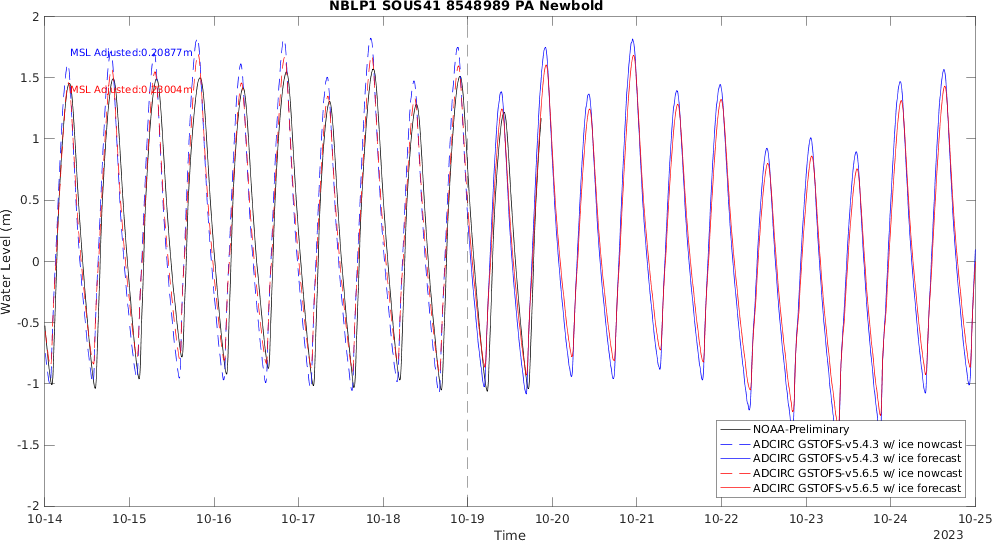 NBLP1 SOUS41 8548989 PA Newbold
2
1.5
1
0.5
0
-0.5
-1
-1.5
-2
Water Level (m)
MSL Adjusted:0.20877m
MSL Adjusted:0.23004m
NOAA-Preliminary
ADCIRC GSTOFS-v5.4.3 w/ ice nowcast
ADCIRC GSTOFS-v5.4.3 w/ ice forecast
ADCIRC GSTOFS-v5.6.5 w/ ice nowcast
ADCIRC GSTOFS-v5.6.5 w/ ice forecast
10-14 10-15 10-16 10-17 10-18 10-19 10-20 10-21 10-22 10-23 10-24 10-25
Time
2023